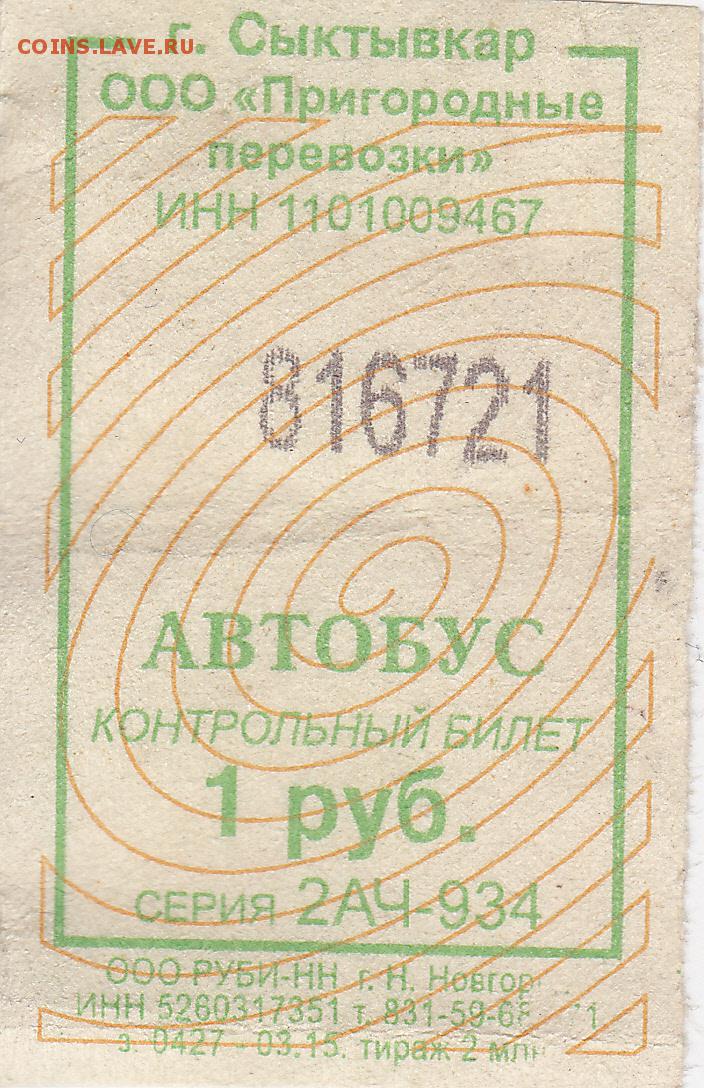 COINS.LAVE.RU
г. Сыктывкар
ООО «Пригородные
перевозки»
ИНН 1101009467
816721
АВТОБУС
КОНТРОЛЬНЫЙ БИЛЕТ
1 руб.
СЕРИЯ 2АЧ-934
ООО РУБИ-НН г. Н. Новгор
ИНН 5260317351 т. 831-59-68
з. 0427 - 03.15. тираж 2 млн